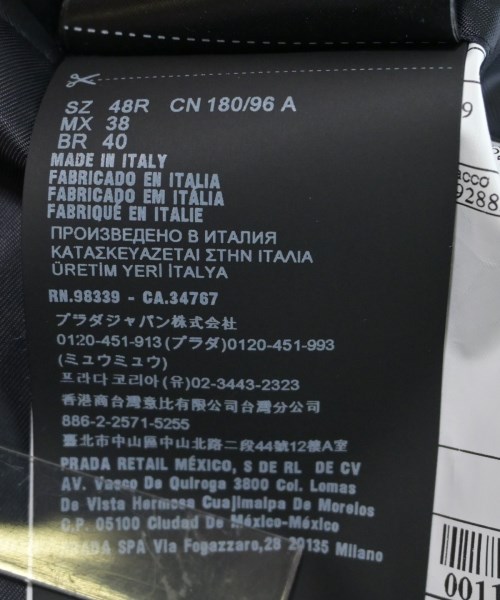 SZ 48R CN 180/96 A
MX 38
BR 40
MADE IN ITALY
FABRICADO EN ITALIA
FABRICADO EM ITÁLIA
FABRIQUÉ EN ITALIE
ПРОИЗВЕДЕНО В ИТАЛИЯ
ΚΑΤΑΣΚΕΥΑΖΕΤΑΙ ΣΤΗΝ ΙΤΑΛΙΑ
ÜRETİM YERİ İTALYA
RN.98339 - CA.34767
プラダジャパン株式会社
0120-451-913(プラダ)0120-451-993
(ミュウミュウ)
프라다코리아(유)02-3443-2323
香港商台灣意比有限公司台灣分公司
886-2-2571-5255
臺北市中山區中山北路二段44號12樓A室
PRADA RETAIL MÉXICO, S DE RL DE CV
AV. Vasco De Quiroga 3800 Col. Lomas
De Vista Hermosa Cuajimalpa De Morelos
C.P. 05100 Ciudad De México-México
PRADA SPA Via Fogazzaro,28 20135 Milano
9
acco
9288
0011